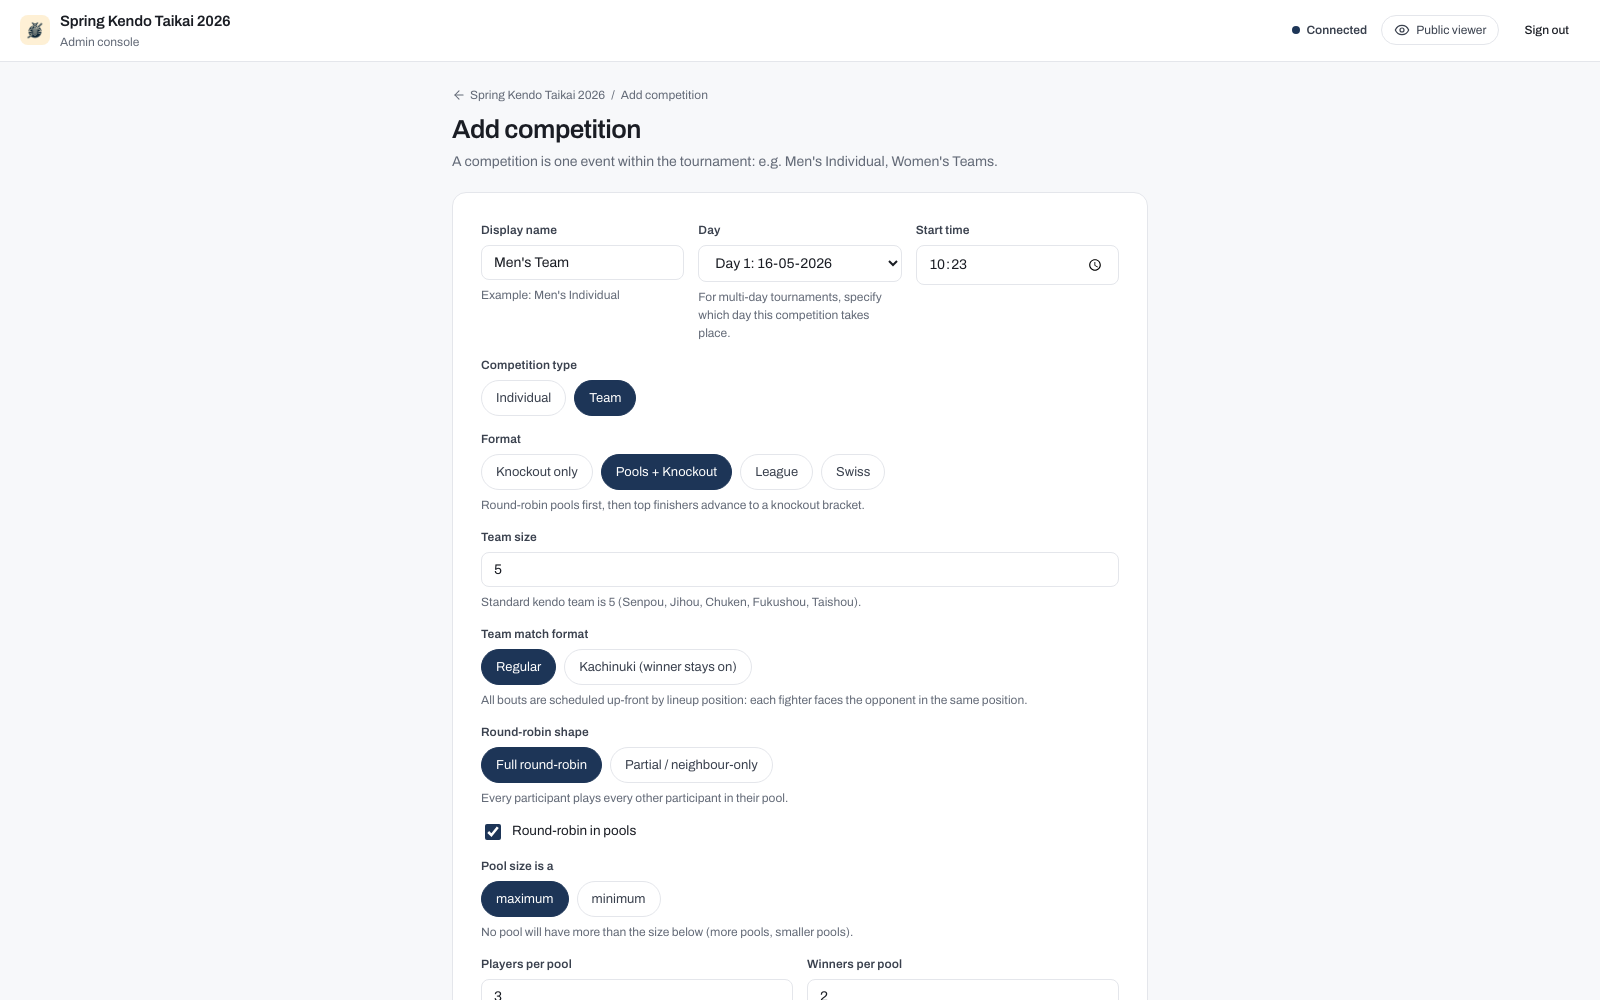 Spring Kendo Taikai 2026
Admin console
Connected
Public viewer
Sign out
Spring Kendo Taikai 2026 / Add competition
Add competition
A competition is one event within the tournament: e.g. Men's Individual, Women's Teams.
Display name
Day
Start time
Men's Team
Day 1: 16-05-2026
10:23
Example: Men's Individual
For multi-day tournaments, specify
which day this competition takes
place.
Competition type
Individual
Team
Format
Knockout only
Pools + Knockout
League
Swiss
Round-robin pools first, then top finishers advance to a knockout bracket.
Team size
5
Standard kendo team is 5 (Senpou, Jihou, Chuken, Fukushou, Taishou).
Team match format
Regular
Kachinuki (winner stays on)
All bouts are scheduled up-front by lineup position: each fighter faces the opponent in the same position.
Round-robin shape
Full round-robin
Partial / neighbour-only
Every participant plays every other participant in their pool.
Round-robin in pools
Pool size is a
maximum
minimum
No pool will have more than the size below (more pools, smaller pools).
Players per pool
Winners per pool
3
2